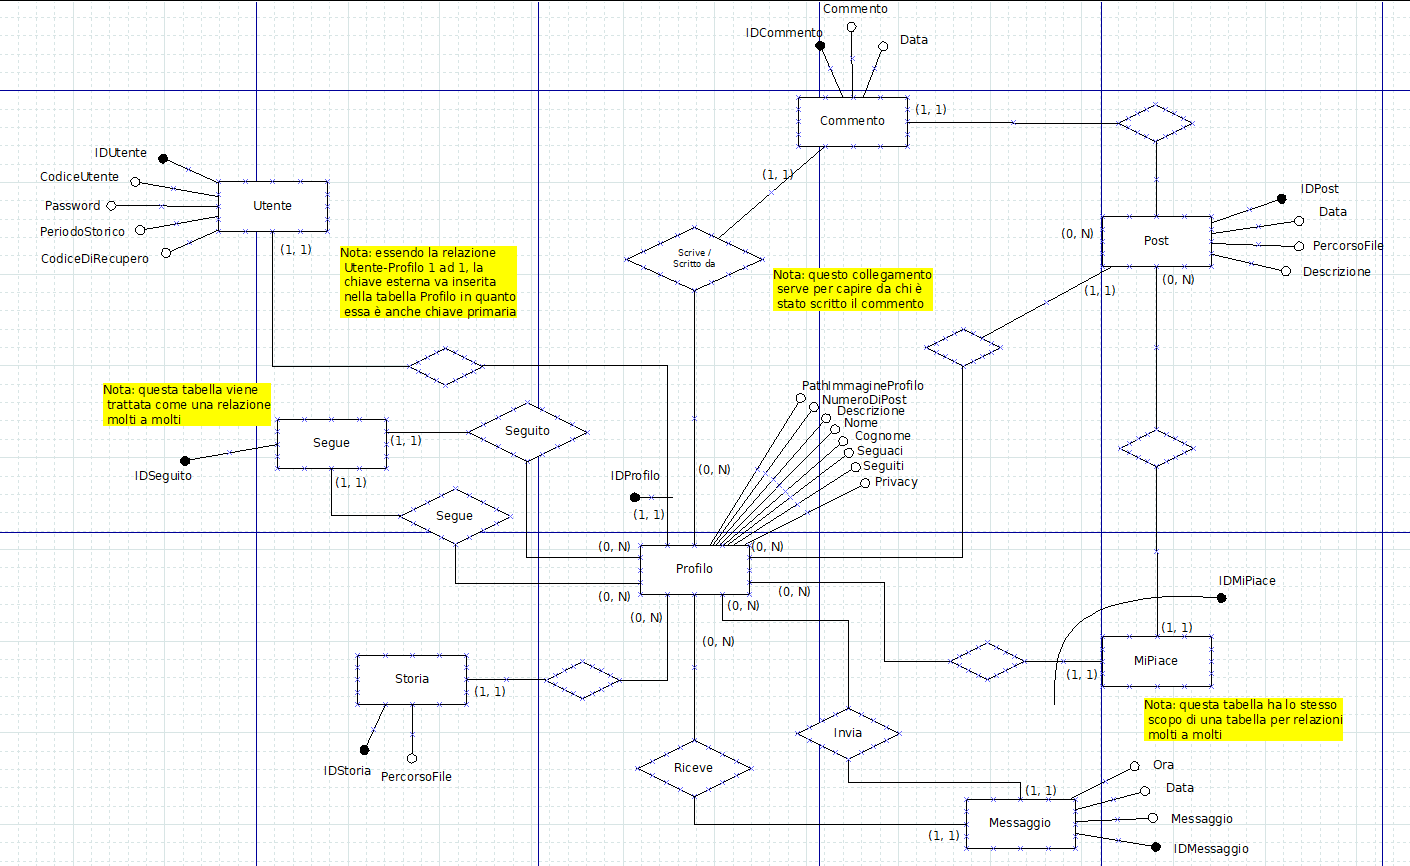 Commento
IDCommento
Data
Commento
(1, 1)
(1, 1)
IDUtente
CodiceUtente
Password
PeriodoStorico
CodiceDiRecupero
Utente
(1, 1)
Nota: essendo la relazione
Utente-Profilo 1 ad 1, la
chiave esterna va inserita
nella tabella Profilo in quanto
essa è anche chiave primaria
Scrive /
Scritto da
Nota: questo collegamento
serve per capire da chi è
stato scritto il commento
IDPost
Data
PercorsoFile
Descrizione
(0, N)
Post
(0, N)
(1, 1)
Nota: questa tabella viene
trattata come una relazione
molti a molti
Segue
(1, 1)
Seguito
IDSeguito
(1, 1)
Segue
PathImmagineProfilo
NumeroDiPost
Descrizione
Nome
Cognome
Seguaci
Seguiti
Privacy
(0, N)
IDProfilo
(1, 1)
(0, N)
(0, N)
Profilo
(0, N)
(0, N)
(0, N)
(0, N)
(0, N)
IDMiPiace
(1, 1)
MiPiace
(1, 1)
Nota: questa tabella ha lo stesso
scopo di una tabella per relazioni
molti a molti
Storia
(1, 1)
IDStoria
PercorsoFile
Riceve
Invia
(1, 1)
Messaggio
(1, 1)
Ora
Data
Messaggio
IDMessaggio